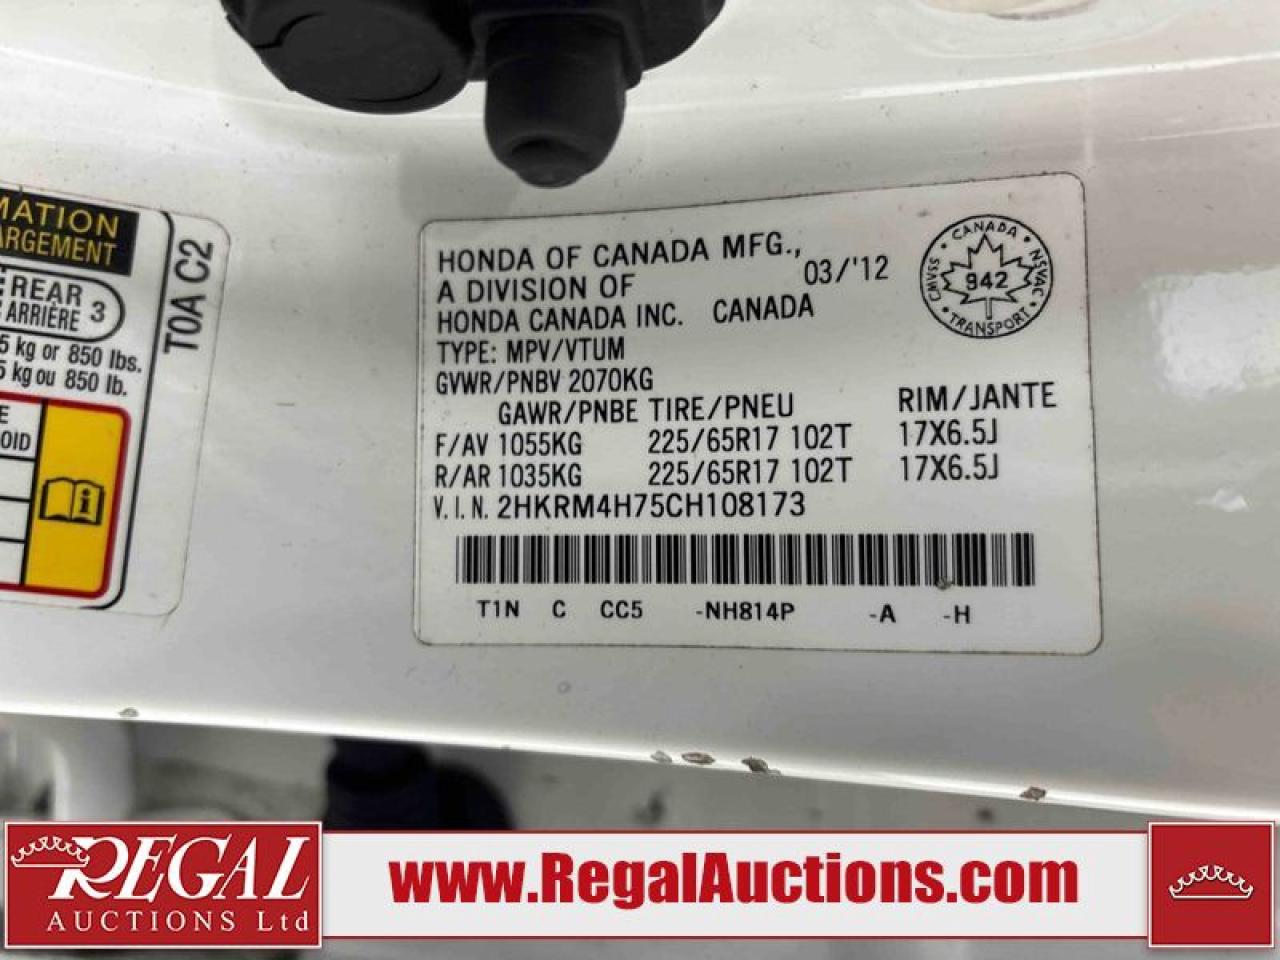 MATION
ARGEMENT
REAR
ARRIÈRE 3
5 kg or 850 lbs.
5 kg ou 850 lb.
OID
T0A C2
HONDA OF CANADA MFG.,
A DIVISION OF 03/'12
HONDA CANADA INC. CANADA
TYPE: MPV/VTUM
GVWR/PNBV 2070KG
GAWR/PNBE TIRE/PNEU RIM/JANTE
F/AV 1055KG 225/65R17 102T 17X6.5J
R/AR 1035KG 225/65R17 102T 17X6.5J
V.I.N. 2HKRM4H75CH108173
T1N C CC5 -NH814P -A -H
CANADA
CMVSS 942 NSVAC
TRANSPORT
REGAL
AUCTIONS Ltd
www.RegalAuctions.com